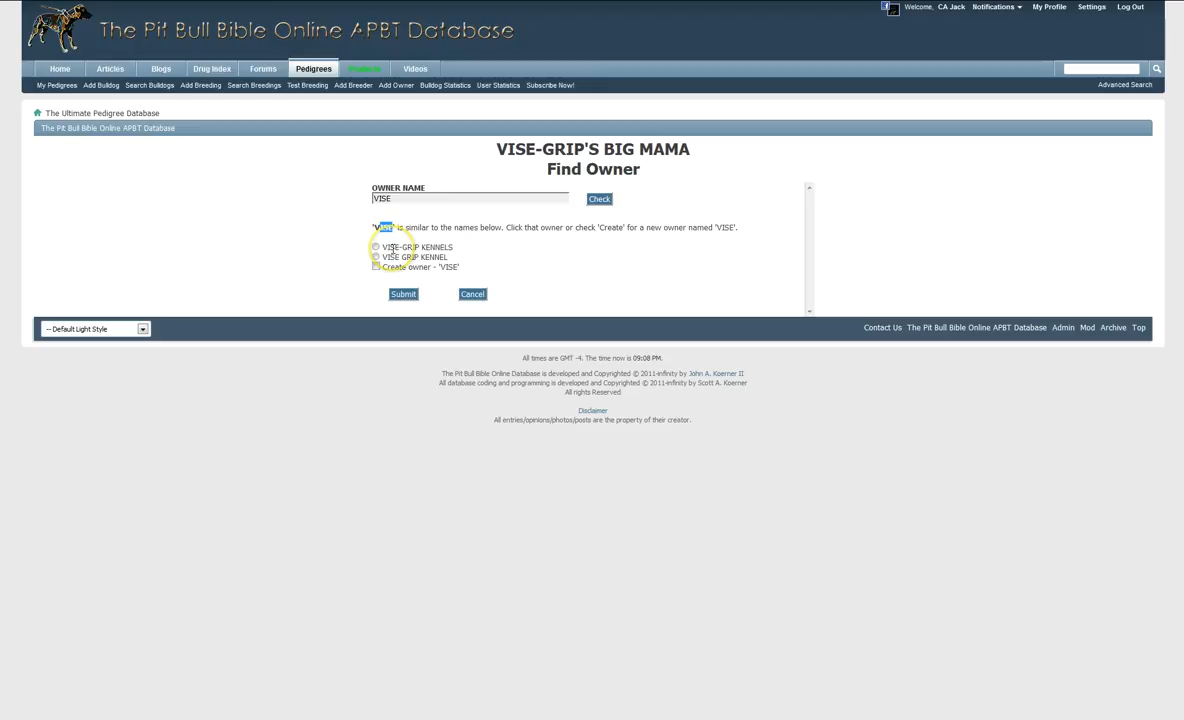 Welcome, CA Jack Notifications My Profile Settings Log Out
The Pit Bull Bible Online APBT Database
Home Articles Blogs Drug Index Forums Pedigrees Products Videos
My Pedigrees Add Bulldog Search Bulldogs Add Breeding Search Breedings Test Breeding Add Breeder Add Owner Bulldog Statistics User Statistics Subscribe Now! Advanced Search
The Ultimate Pedigree Database
The Pit Bull Bible Online APBT Database
VISE-GRIP'S BIG MAMA
Find Owner
OWNER NAME
VISE Check
'VISE' is similar to the names below. Click that owner or check 'Create' for a new owner named 'VISE'.
VISE-GRIP KENNELS
VISE GRIP KENNEL
Create owner - 'VISE'
Submit Cancel
-- Default Light Style Contact Us The Pit Bull Bible Online APBT Database Admin Mod Archive Top
All times are GMT -4. The time now is 09:08 PM.
The Pit Bull Bible Online Database is developed and Copyrighted © 2011-infinity by John A. Koerner II
All database coding and programming is developed and Copyrighted © 2011-infinity by Scott A. Koerner
All rights Reserved
Disclaimer
All entries/opinions/photos/posts are the property of their creator.